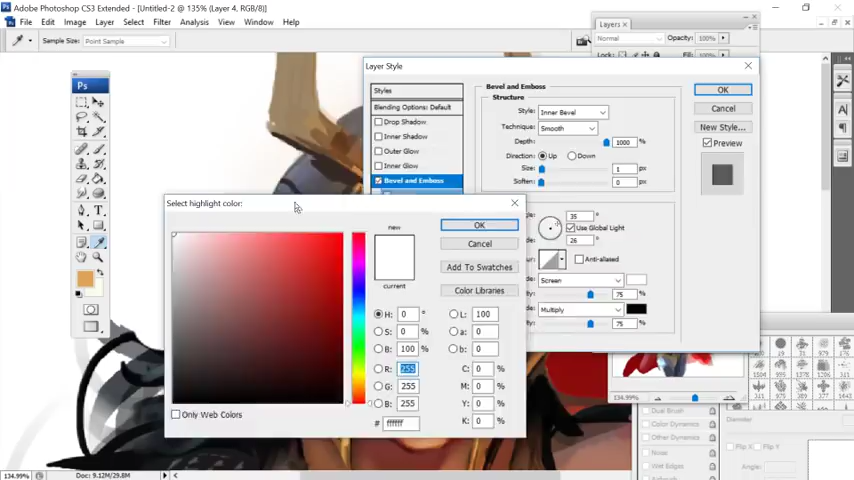 Adobe Photoshop CS3 Extended - [Untitled-2 @ 135% (Layer 4, RGB/8)]
File Edit Image Layer Select Filter Analysis View Window Help
Sample Size: Point Sample
Layers
Normal Opacity: 100%
Lock: Fill: 100%
Ps
Layer Style
Styles
Blending Options: Default
Drop Shadow
Inner Shadow
Outer Glow
Inner Glow
Bevel and Emboss
Bevel and Emboss
Structure
Style: Inner Bevel
Technique: Smooth
Depth: 1000 %
Direction: Up Down
Size: 1 px
Soften: 0 px
35 °
Use Global Light
26 °
Anti-aliased
Screen
75 %
Multiply
75 %
OK
Cancel
New Style...
Preview
Select highlight color:
new
current
OK
Cancel
Add To Swatches
Color Libraries
H: 0 ° L: 100
S: 0 % a: 0
B: 100 % b: 0
R: 255 C: 0 %
G: 255 M: 0 %
B: 255 Y: 0 %
# ffffff K: 0 %
Only Web Colors
134.99%
Dual Brush
Color Dynamics
Other Dynamics
Noise
Wet Edges
Flip X Flip Y
Angle:
134.99% Doc: 9.12M/29.8M